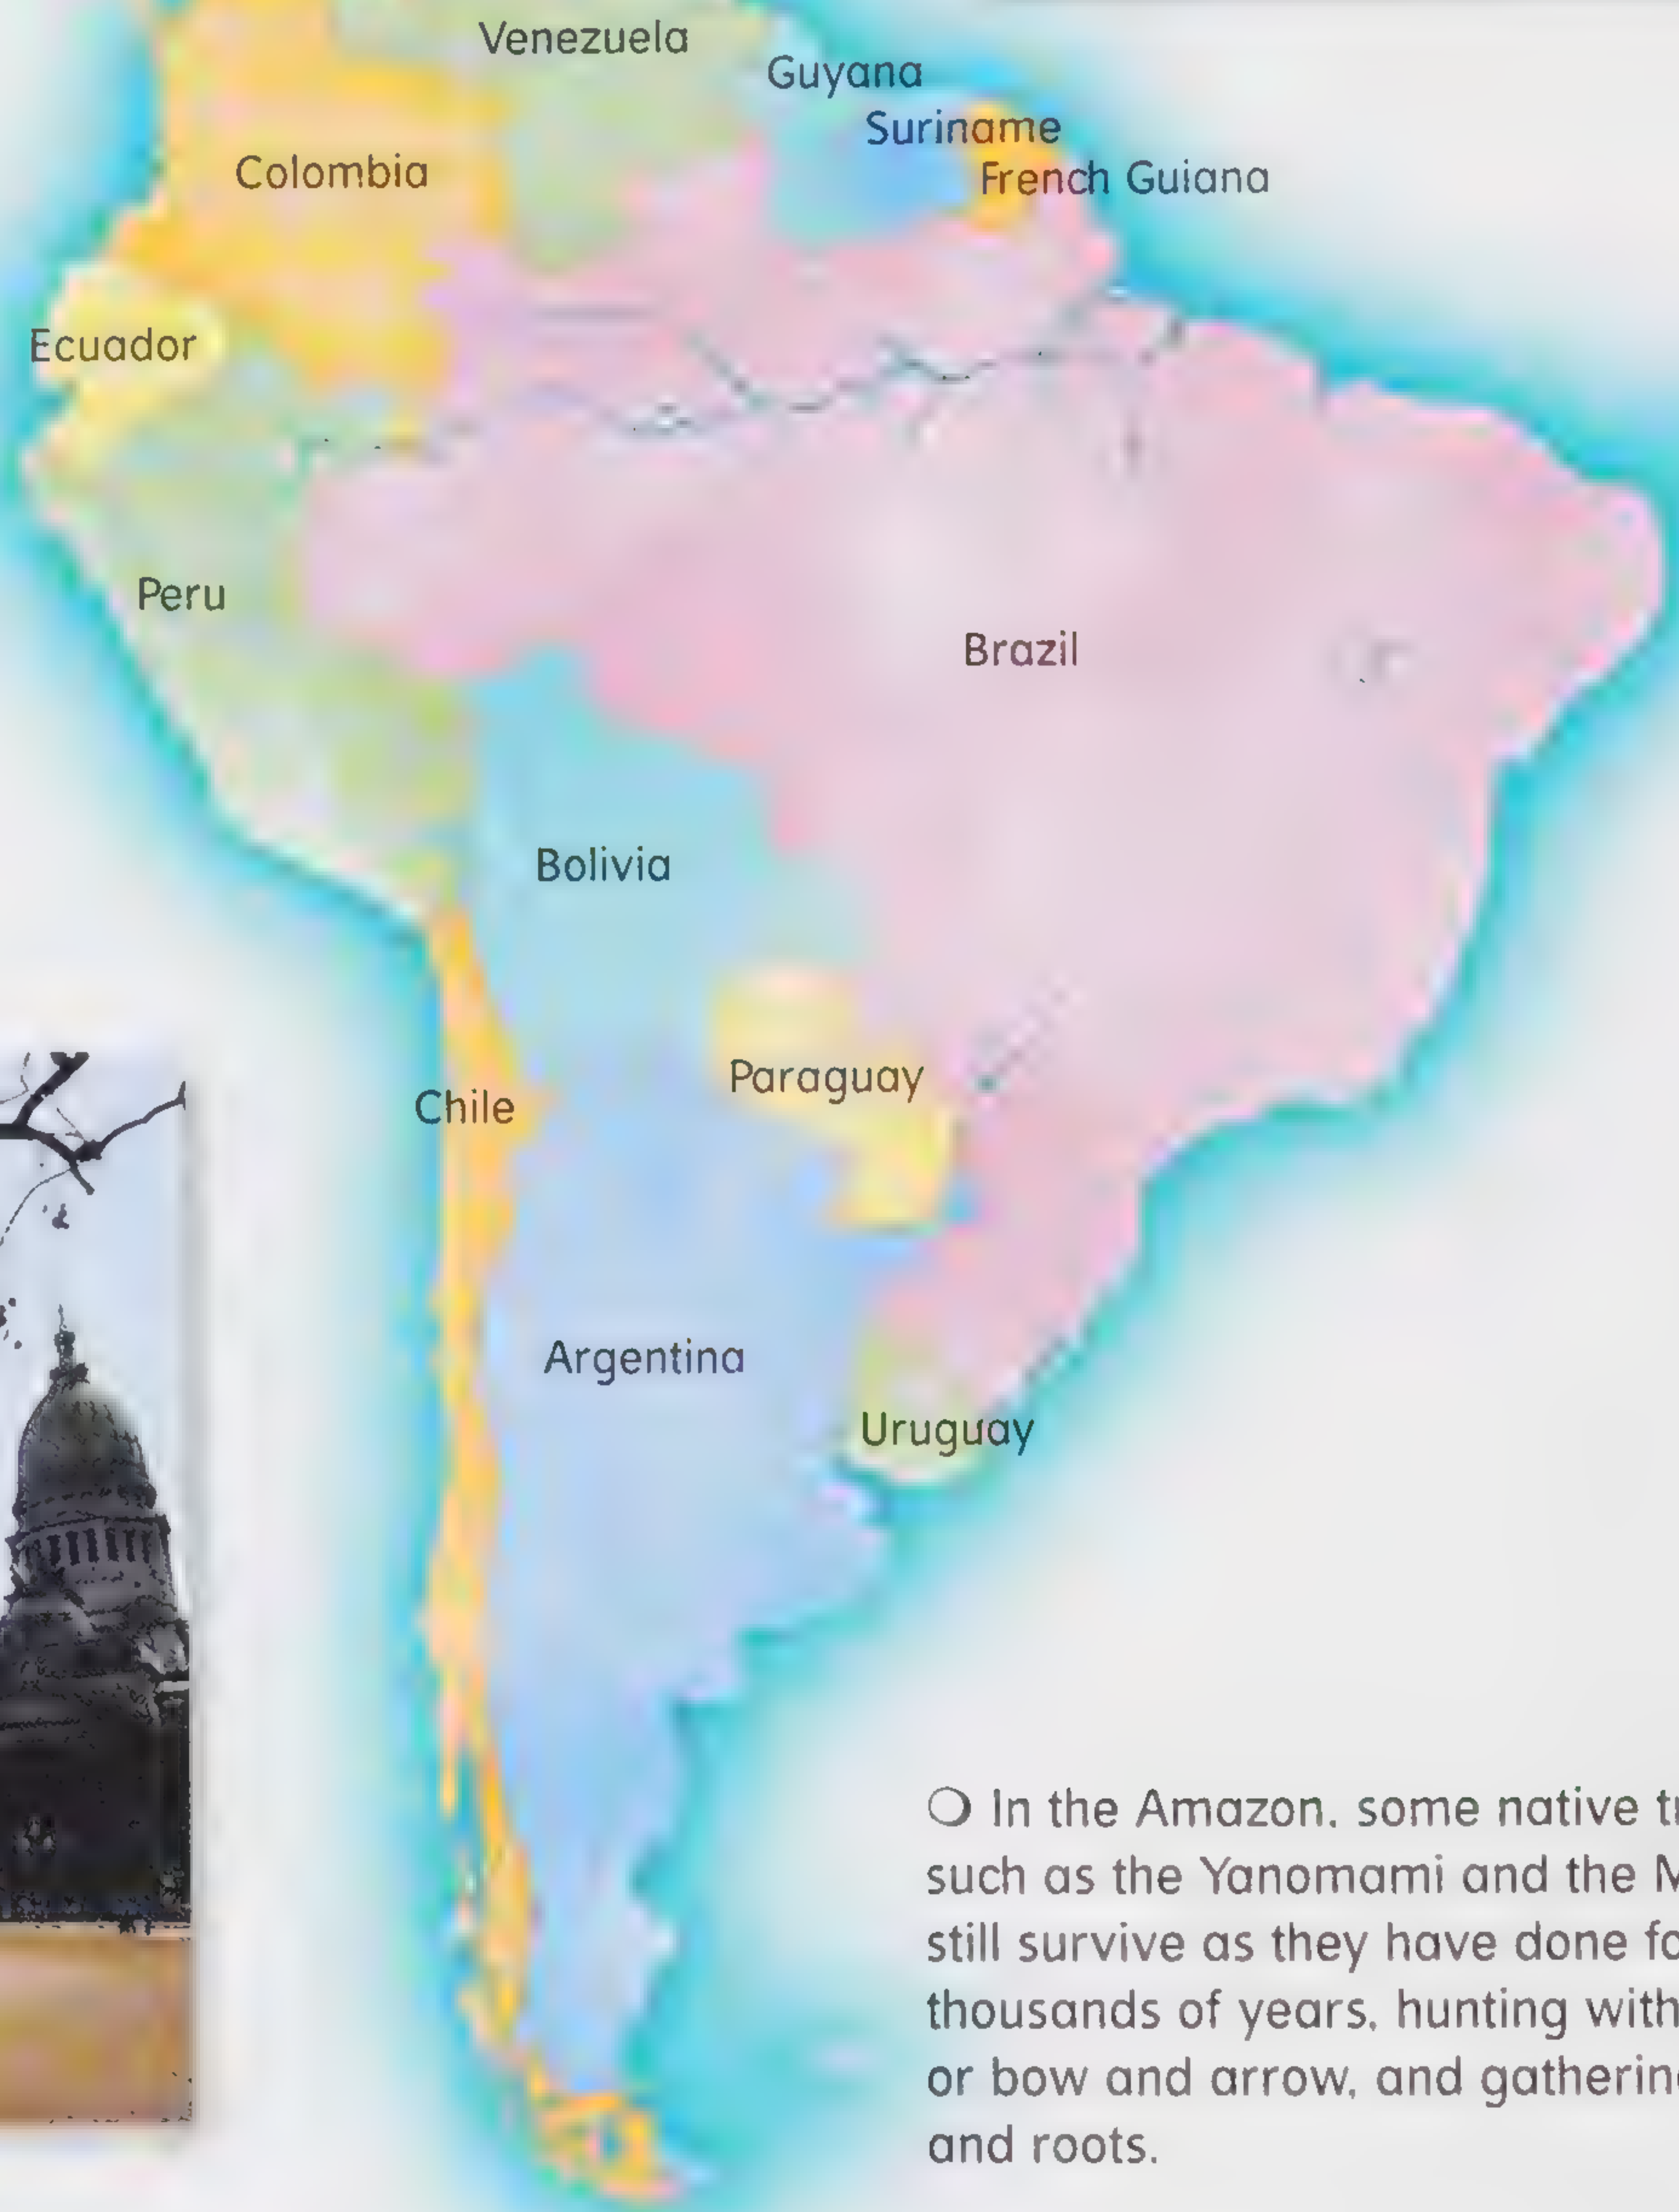 Venezuela
Guyana
Suriname
French Guiana
Colombia
Ecuador
Peru
Brazil
Bolivia
Paraguay
Chile
Argentina
Uruguay
In the Amazon, some native
such as the Yanomami and the
still survive as they have done
thousands of years, hunting with
or bow and arrow, and
and roots.